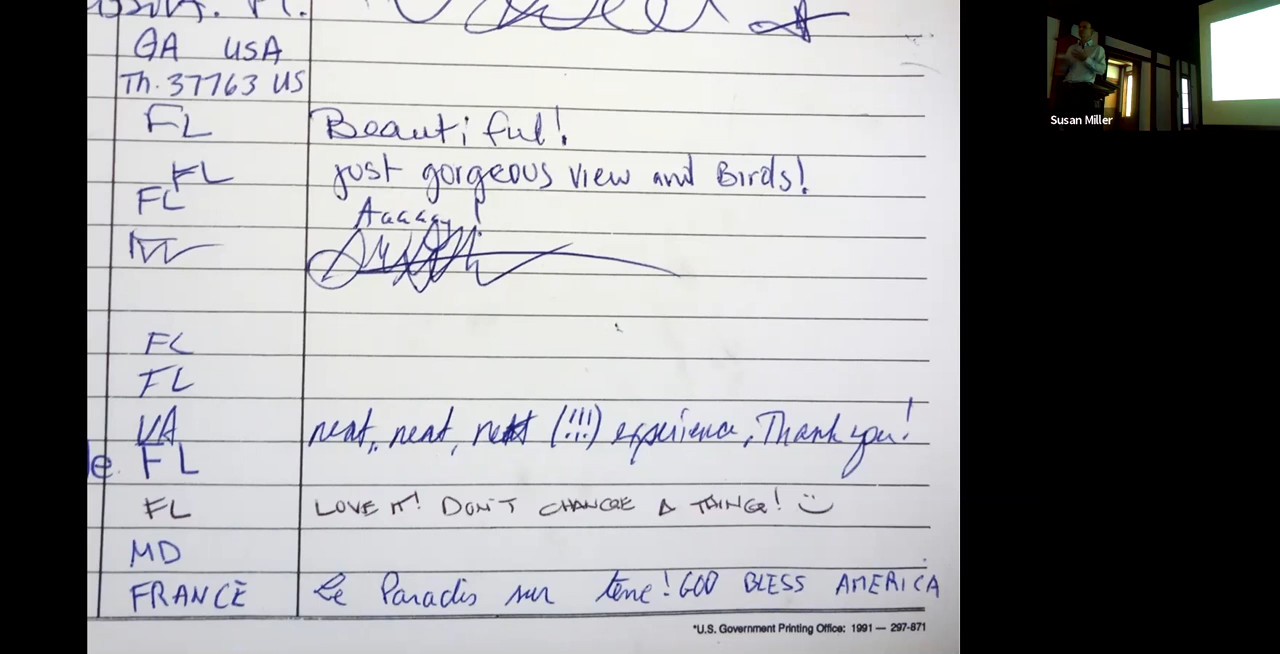 GA USA
Th. 37763 US
FL Beautiful!
FL just gorgeous view and Birds!
FL Aaaaay!
FL
FL
VA neat, neat, neat (!!!) experience, Thank you!
e. FL
FL LOVE IT! DON'T CHANGE A THING! :)
MD
FRANCE Le Paradis sur terre! GOD BLESS AMERICA
*U.S. Government Printing Office: 1991 — 297-871
Susan Miller